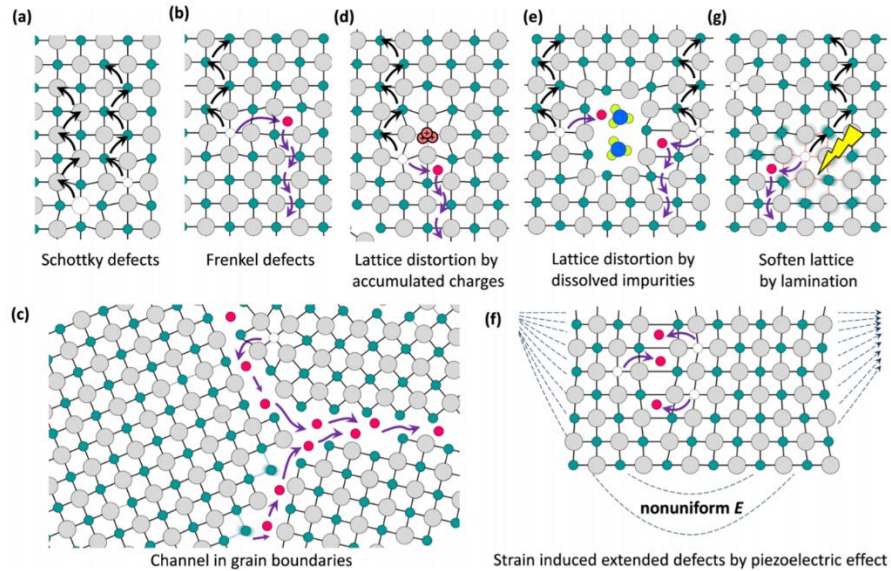 (a)
(b)
(d)
(e)
(g)
Schottky defects
Frenkel defects
Lattice distortion by
accumulated charges
Lattice distortion by
dissolved impurities
Soften lattice
by lamination
(c)
(f)
nonuniform E
Channel in grain boundaries
Strain induced extended defects by piezoelectric effect